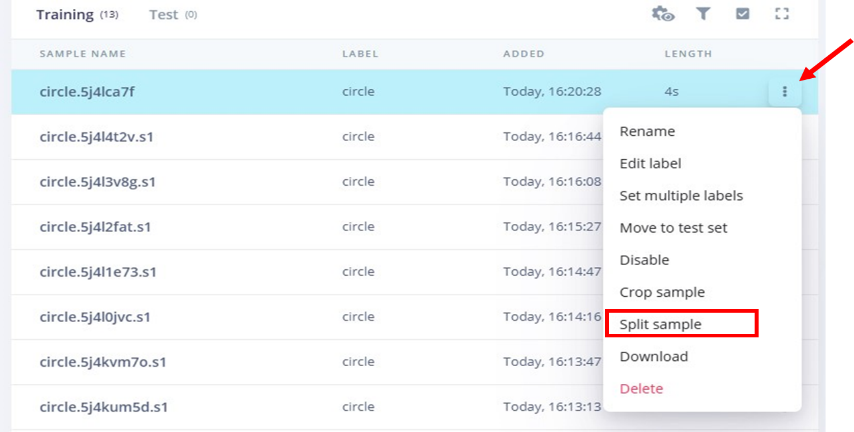 Training (13) Test (0)
SAMPLE NAME LABEL ADDED LENGTH
circle.5j4lca7f circle Today, 16:20:28 4s
circle.5j4l4t2v.s1 circle Today, 16:16:44
Rename
circle.5j4l3v8g.s1 circle Today, 16:16:08
Edit label
Set multiple labels
circle.5j4l2fat.s1 circle Today, 16:15:27
Move to test set
Disable
circle.5j4l1e73.s1 circle Today, 16:14:47
Crop sample
circle.5j4l0jvc.s1 circle Today, 16:14:16
Split sample
circle.5j4kvm7o.s1 circle Today, 16:13:47
Download
Delete
circle.5j4kum5d.s1 circle Today, 16:13:13